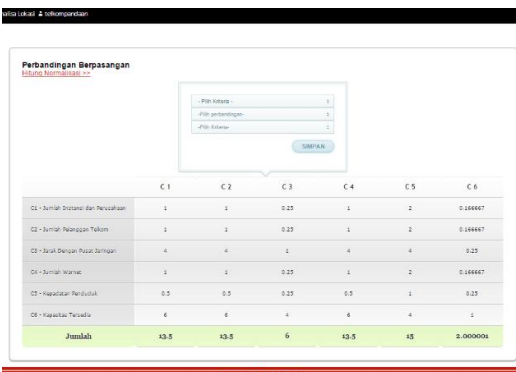 alisa Lokasi telkompandaan
Perbandingan Berpasangan
Hitung Normalisasi >>
- Pilih Kriteria -
-Pilih perbandingan-
-Pilih Kriteria-
SIMPAN
C 1 C 2 C 3 C 4 C 5 C 6
C1 - Jumlah Instansi dan Perusahaan 1 1 0.25 1 2 0.166667
C2 - Jumlah Pelanggan Telkom 1 1 0.25 1 2 0.166667
C3 - Jarak Dengan Pusat Jaringan 4 4 1 4 4 0.25
C4 - Jumlah Warnet 1 1 0.25 1 2 0.166667
C5 - Kepadatan Penduduk 0.5 0.5 0.25 0.5 1 0.25
C6 - Kapasitas Tersedia 6 6 4 6 4 1
Jumlah 13.5 13.5 6 13.5 15 2.000001